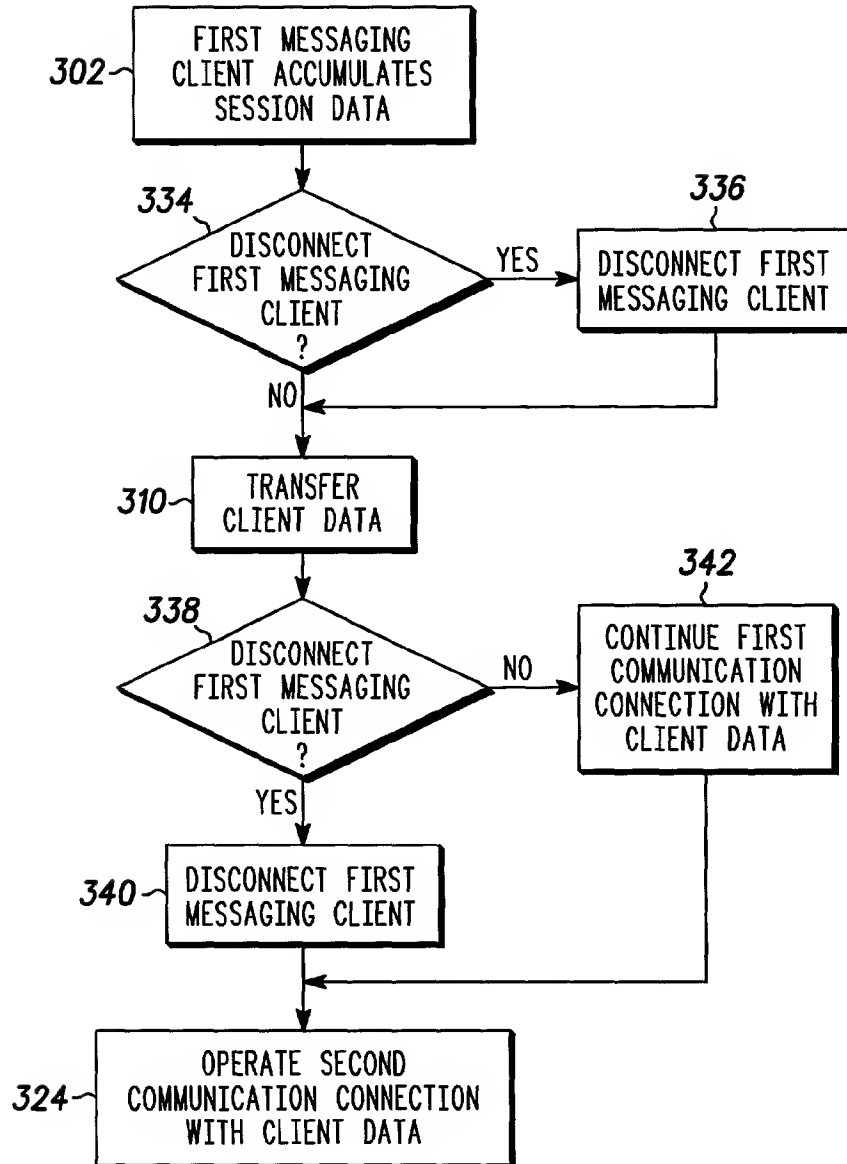 302
FIRST MESSAGING
CLIENT ACCUMULATES
SESSION DATA
334
DISCONNECT
FIRST MESSAGING
CLIENT
?
YES
336
DISCONNECT FIRST
MESSAGING CLIENT
NO
310
TRANSFER
CLIENT DATA
338
DISCONNECT
FIRST MESSAGING
CLIENT
?
NO
342
CONTINUE FIRST
COMMUNICATION
CONNECTION WITH
CLIENT DATA
YES
340
DISCONNECT FIRST
MESSAGING CLIENT
324
OPERATE SECOND
COMMUNICATION CONNECTION
WITH CLIENT DATA